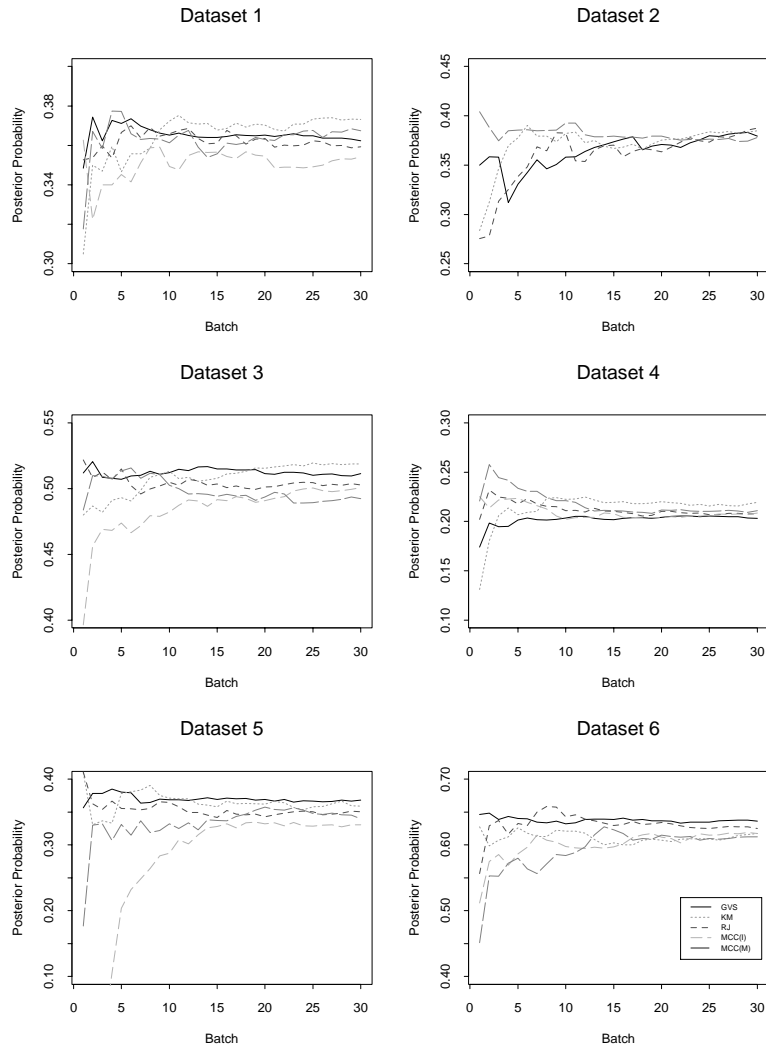 Dataset 1
Dataset 2
Posterior Probability
0.30 0.34 0.38
0 5 10 15 20 25 30
Batch
Posterior Probability
0.25 0.30 0.35 0.40 0.45
0 5 10 15 20 25 30
Batch
Dataset 3
Dataset 4
Posterior Probability
0.40 0.45 0.50 0.55
0 5 10 15 20 25 30
Batch
Posterior Probability
0.10 0.15 0.20 0.25 0.30
0 5 10 15 20 25 30
Batch
Dataset 5
Dataset 6
Posterior Probability
0.10 0.20 0.30 0.40
0 5 10 15 20 25 30
Batch
Posterior Probability
0.40 0.50 0.60 0.70
0 5 10 15 20 25 30
Batch
GVS
KM
RJ
MCC(I)
MCC(M)